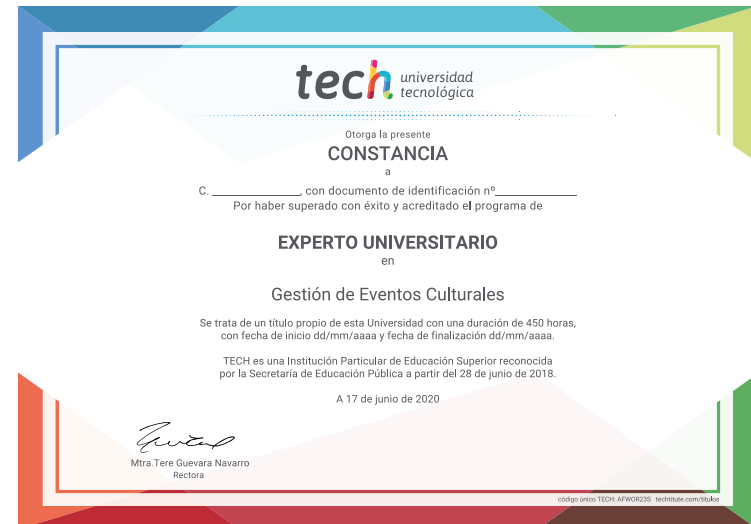 tech universidad
tecnológica
Otorga la presente
CONSTANCIA
a
C. ________________, con documento de identificación nº________________
Por haber superado con éxito y acreditado el programa de
EXPERTO UNIVERSITARIO
en
Gestión de Eventos Culturales
Se trata de un título propio de esta Universidad con una duración de 450 horas,
con fecha de inicio dd/mm/aaaa y fecha de finalización dd/mm/aaaa.
TECH es una Institución Particular de Educación Superior reconocida
por la Secretaría de Educación Pública a partir del 28 de junio de 2018.
A 17 de junio de 2020
Mtra.Tere Guevara Navarro
Rectora
código único TECH: AFWOR23S techtitute.com/titulos